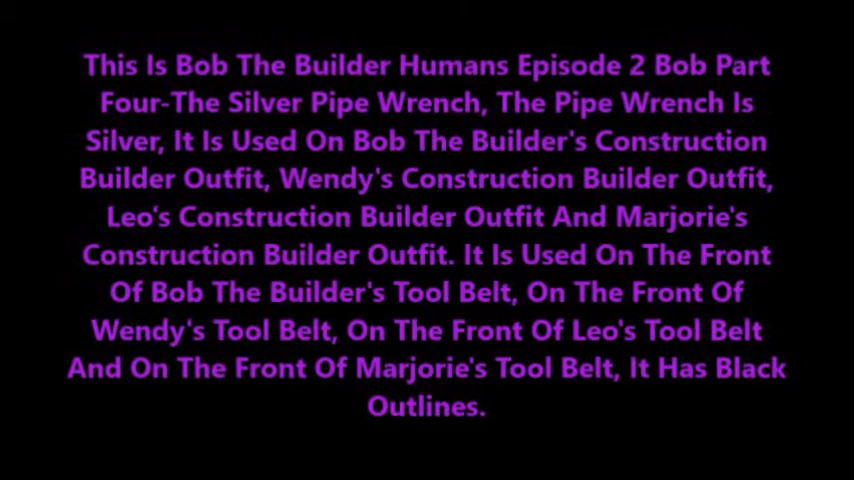 This Is Bob The Builder Humans Episode 2 Bob Part
Four-The Silver Pipe Wrench, The Pipe Wrench Is
Silver, It Is Used On Bob The Builder's Construction
Builder Outfit, Wendy's Construction Builder Outfit,
Leo's Construction Builder Outfit And Marjorie's
Construction Builder Outfit. It Is Used On The Front
Of Bob The Builder's Tool Belt, On The Front Of
Wendy's Tool Belt, On The Front Of Leo's Tool Belt
And On The Front Of Marjorie's Tool Belt, It Has Black
Outlines.